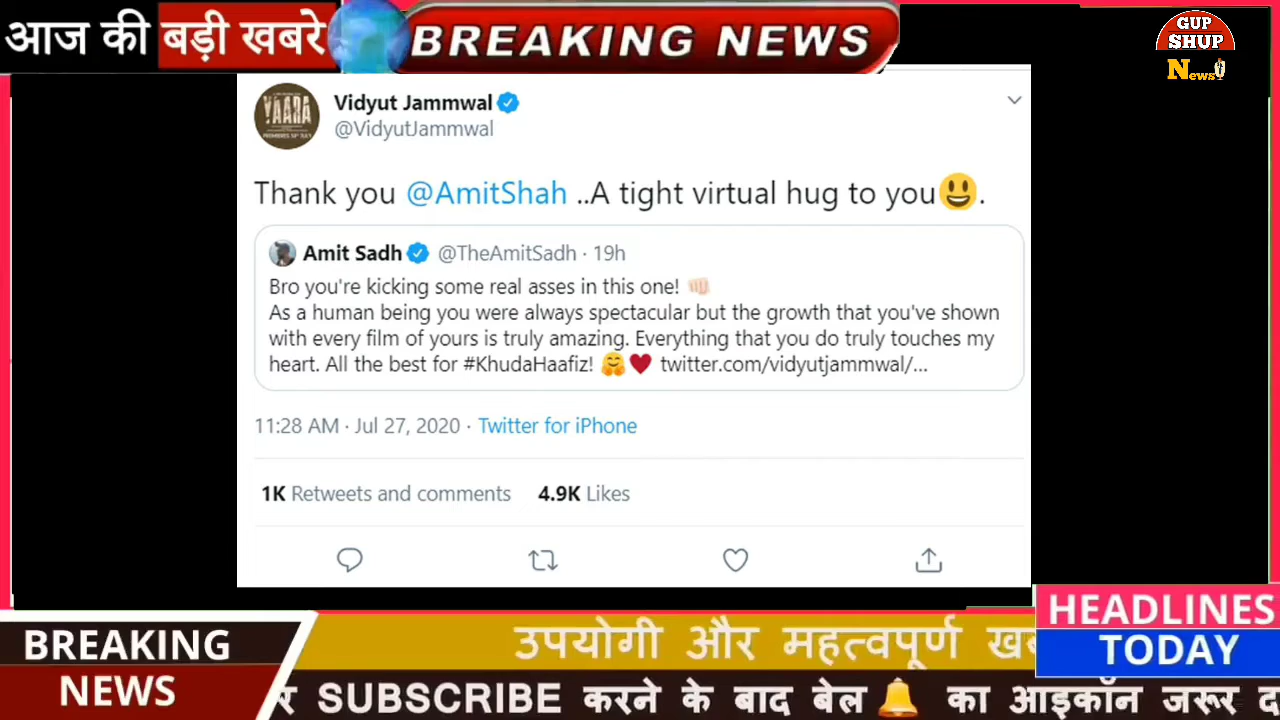 आज की बड़ी खबरे
BREAKING NEWS
GUP
SHUP
News
YAARA
Vidyut Jammwal
@VidyutJammwal
Thank you @AmitShah ..A tight virtual hug to you😃.
Amit Sadh @TheAmitSadh · 19h
Bro you're kicking some real asses in this one! 👊🏻
As a human being you were always spectacular but the growth that you've shown
with every film of yours is truly amazing. Everything that you do truly touches my
heart. All the best for #KhudaHaafiz! 🤗♥ twitter.com/vidyutjammwal/...
11:28 AM · Jul 27, 2020 · Twitter for iPhone
1K Retweets and comments 4.9K Likes
HEADLINES
TODAY
BREAKING
NEWS
उपयोगी और महत्वपूर्ण
SUBSCRIBE करने के बाद बेल 🔔 का आइकॉन जरूर